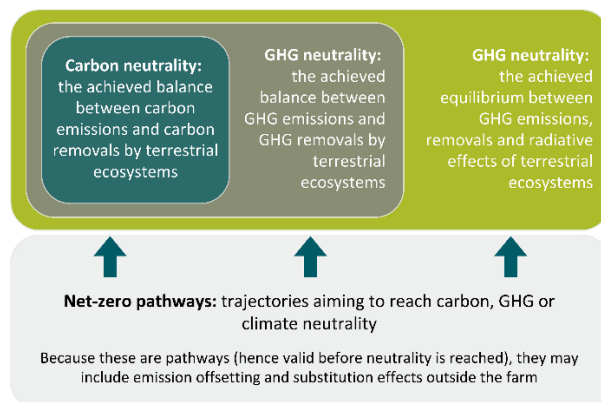 Carbon neutrality:
the achieved balance
between carbon
emissions and carbon
removals by terrestrial
ecosystems
GHG neutrality:
the achieved
balance between
GHG emissions and
GHG removals by
terrestrial
ecosystems
GHG neutrality:
the achieved
equilibrium between
GHG emissions,
removals and radiative
effects of terrestrial
ecosystems
Net-zero pathways: trajectories aiming to reach carbon, GHG or
climate neutrality
Because these are pathways (hence valid before neutrality is reached), they may
include emission offsetting and substitution effects outside the farm